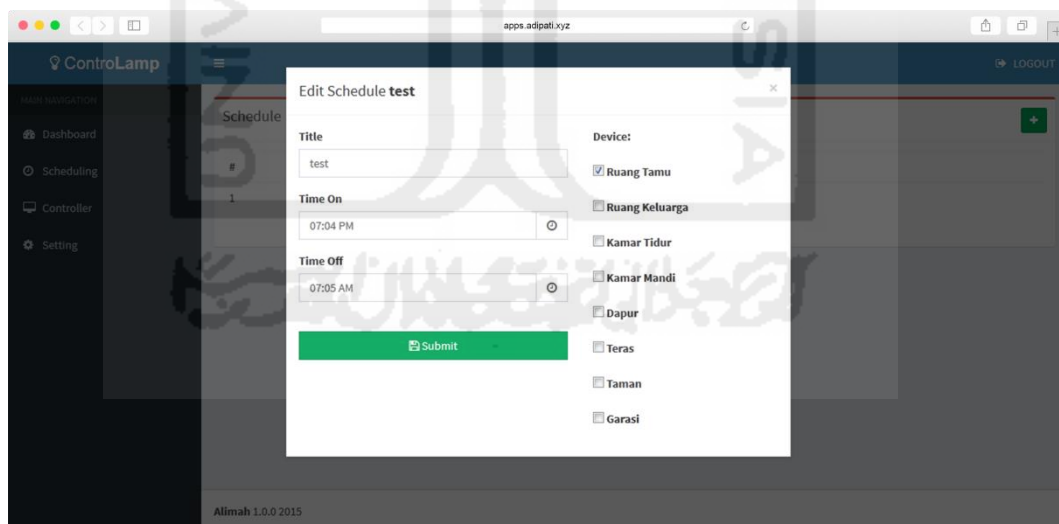 apps.adipati.xyz
ControLamp
LOGOUT
MAIN NAVIGATION
Dashboard
Scheduling
Controller
Setting
Schedule
#
1
Edit Schedule test
×
Title
test
Time On
07:04 PM
Time Off
07:05 AM
Submit
Device:
Ruang Tamu
Ruang Keluarga
Kamar Tidur
Kamar Mandi
Dapur
Teras
Taman
Garasi
Alimah 1.0.0 2015